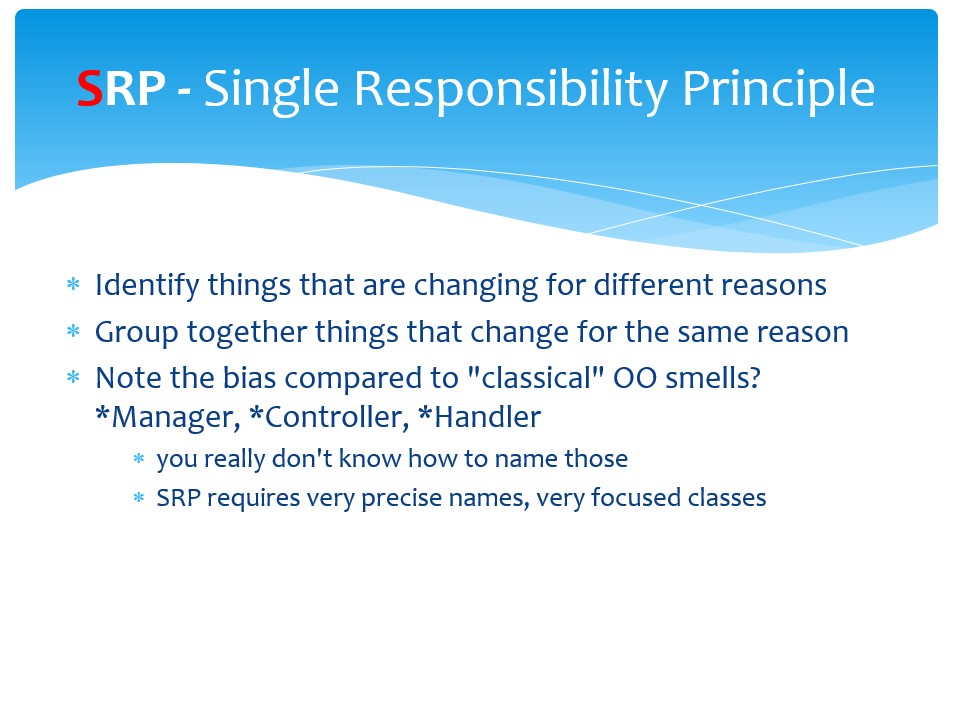 SRP - Single Responsibility Principle
* Identify things that are changing for different reasons
* Group together things that change for the same reason
* Note the bias compared to "classical" OO smells?
*Manager, *Controller, *Handler
* you really don't know how to name those
* SRP requires very precise names, very focused classes